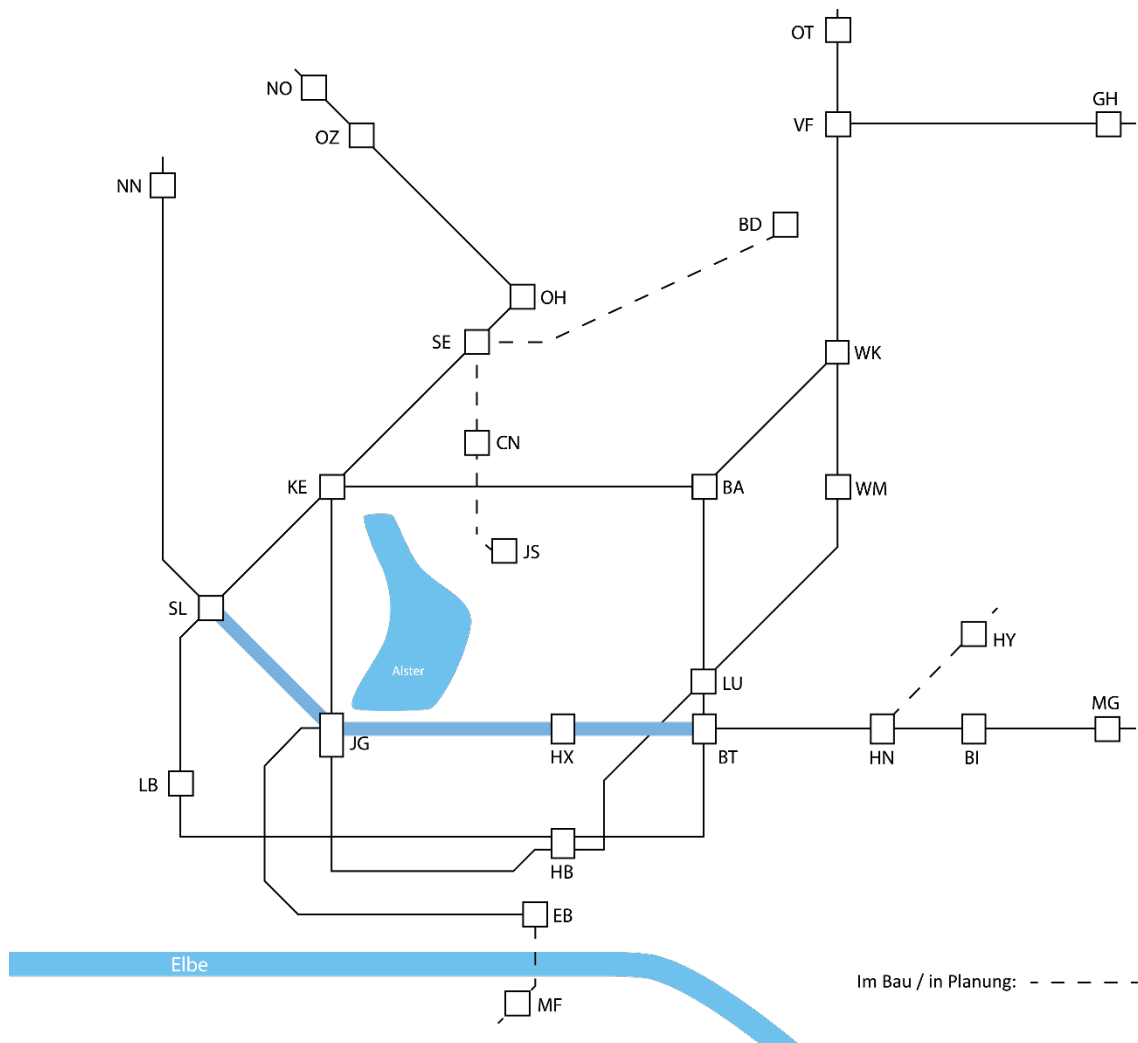 OT
NO
GH
VF
OZ
NN
BD
OH
SE
WK
CN
KE
BA
WM
JS
SL
HY
Alster
LU
MG
JG
HX
BT
HN
BI
LB
HB
EB
Elbe
Im Bau / in Planung:
MF